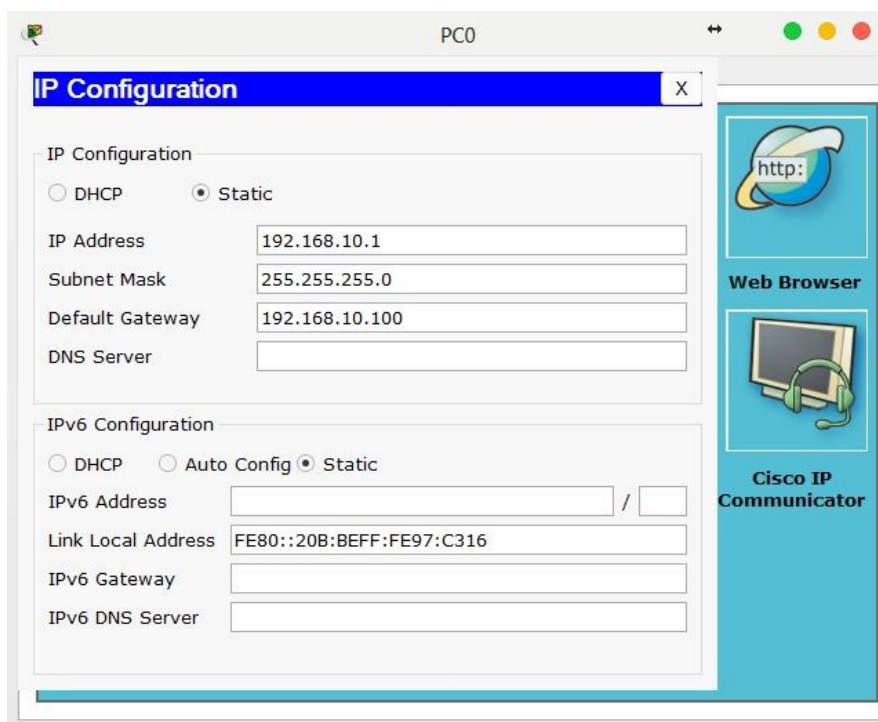 PC0
IP Configuration X
IP Configuration
DHCP Static
IP Address 192.168.10.1
Subnet Mask 255.255.255.0
Default Gateway 192.168.10.100
DNS Server
IPv6 Configuration
DHCP Auto Config Static
IPv6 Address /
Link Local Address FE80::20B:BEFF:FE97:C316
IPv6 Gateway
IPv6 DNS Server
http:
Web Browser
Cisco IP
Communicator